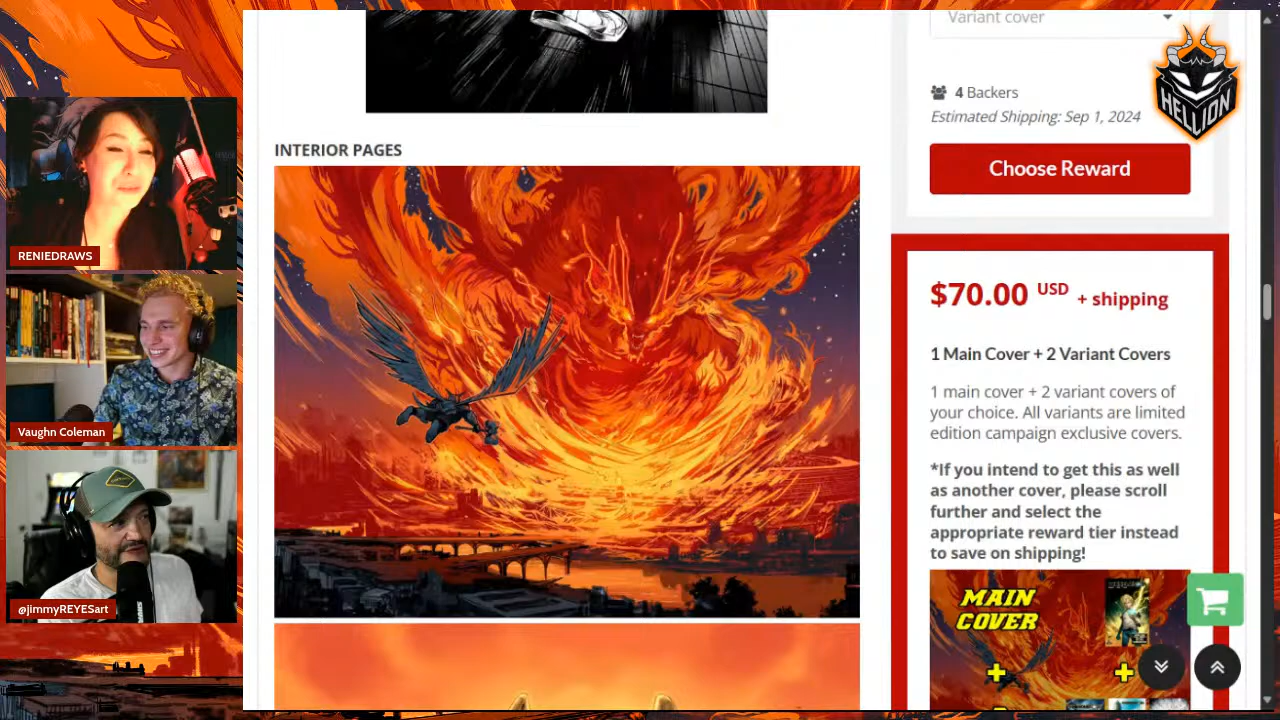 RENIEDRAWS
Vaughn Coleman
@jimmyREYESart
INTERIOR PAGES
Variant cover
HELLION
4 Backers
Estimated Shipping: Sep 1, 2024
Choose Reward
$70.00 USD + shipping
1 Main Cover + 2 Variant Covers
1 main cover + 2 variant covers of
your choice. All variants are limited
edition campaign exclusive covers.
*If you intend to get this as well
as another cover, please scroll
further and select the
appropriate reward tier instead
to save on shipping!
MAIN
COVER
+
+